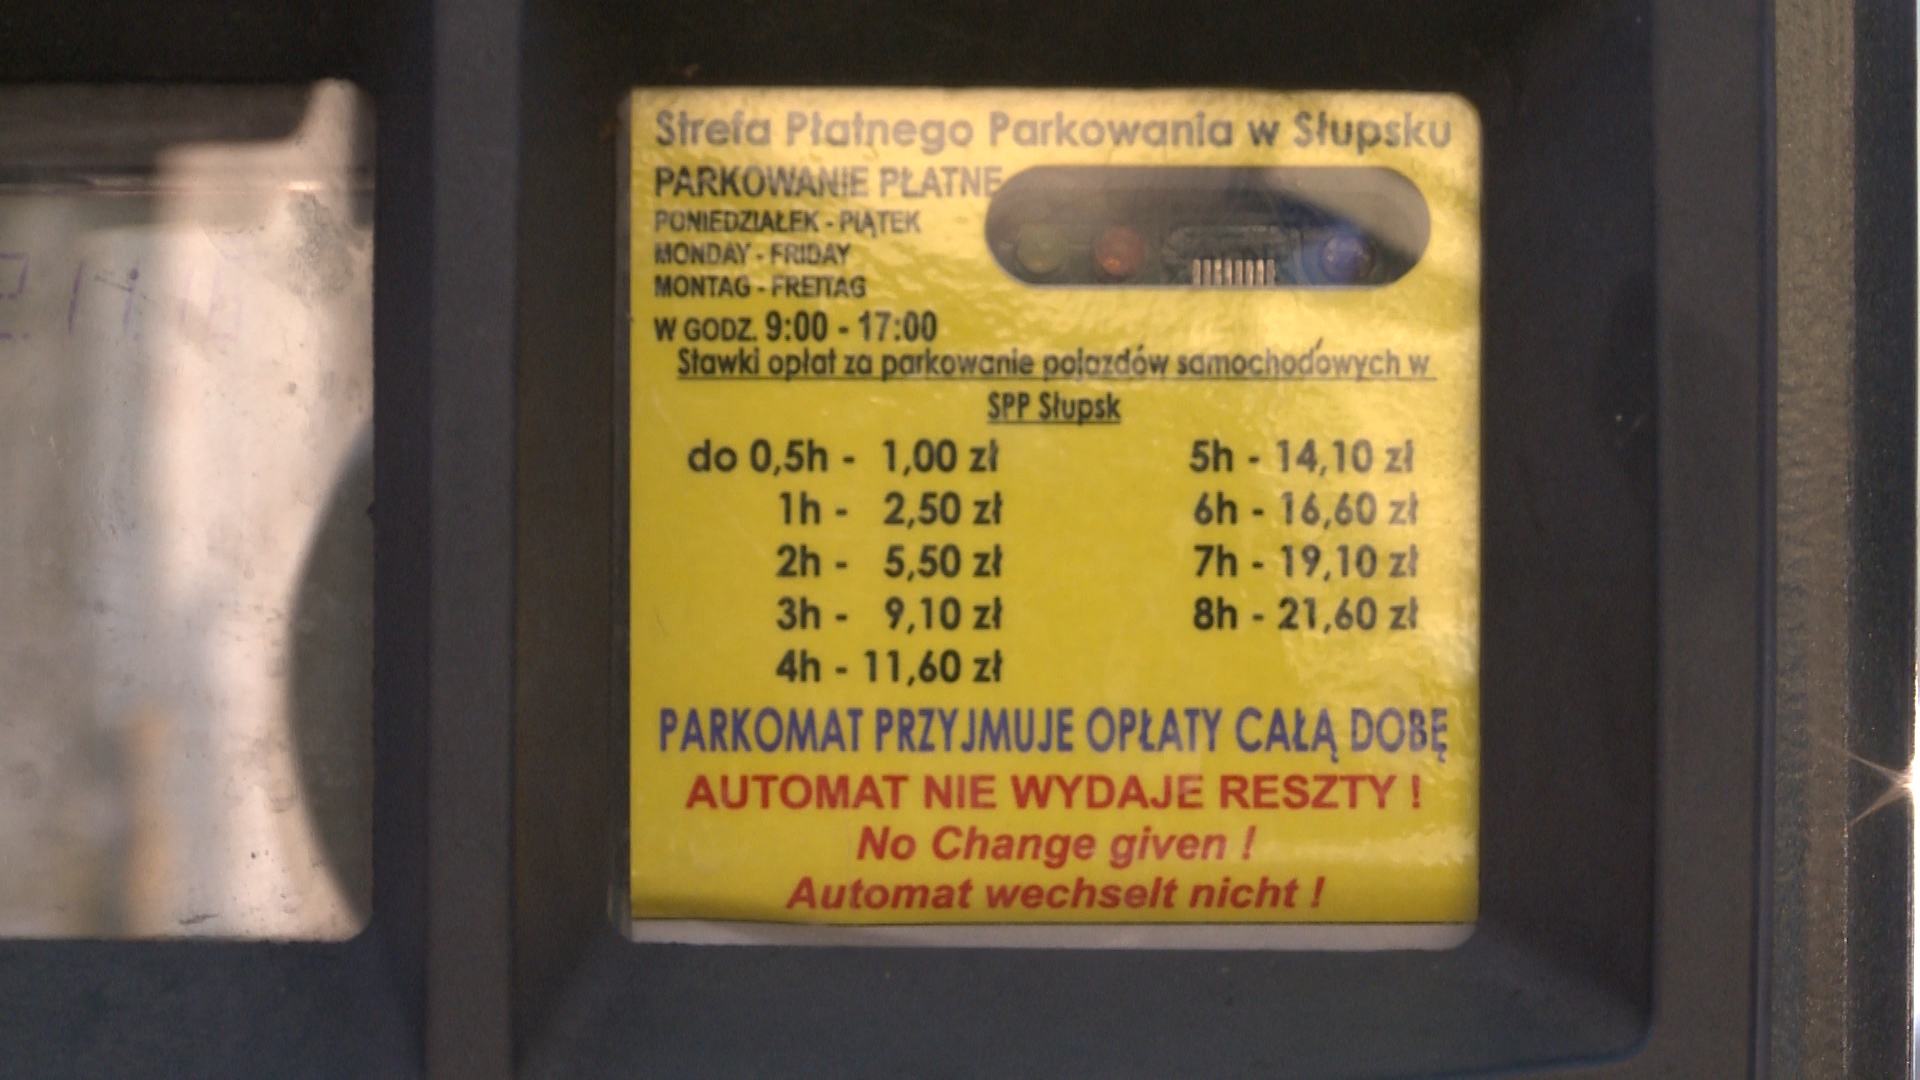 Strefa Płatnego Parkowania w Słupsku
PARKOWANIE PŁATNE
PONIEDZIAŁEK - PIĄTEK
MONDAY - FRIDAY
MONTAG - FREITAG
W GODZ. 9:00 - 17:00
Stawki opłat za parkowanie pojazdów samochodowych w
SPP Słupsk
do 0,5h - 1,00 zł
1h - 2,50 zł
2h - 5,50 zł
3h - 9,10 zł
4h - 11,60 zł
5h - 14,10 zł
6h - 16,60 zł
7h - 19,10 zł
8h - 21,60 zł
PARKOMAT PRZYJMUJE OPŁATY CAŁĄ DOBĘ
AUTOMAT NIE WYDAJE RESZTY !
No Change given !
Automat wechselt nicht !